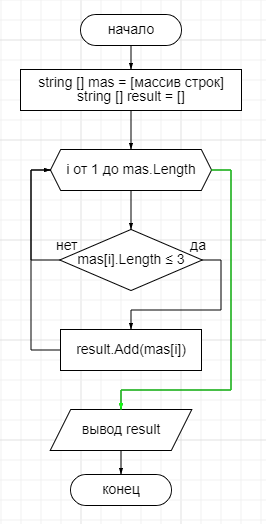 начало
string [] mas = [массив строк]
string [] result = []
i от 1 до mas.Length
нет
да
mas[i].Length ≤ 3
result.Add(mas[i])
вывод result
конец